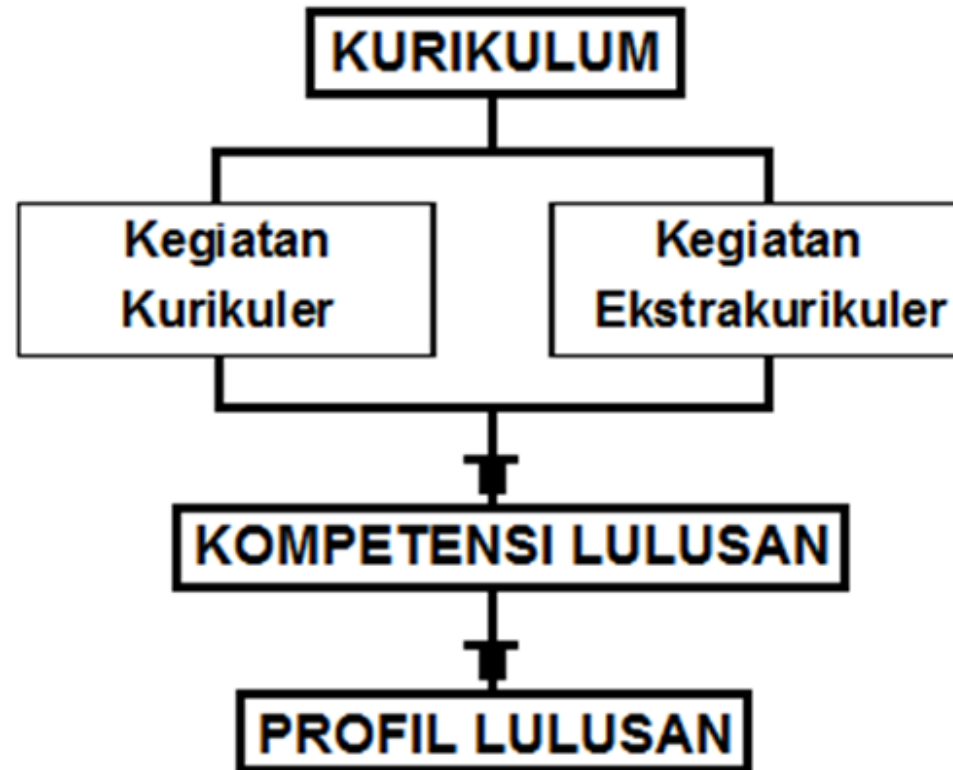 KURIKULUM
Kegiatan
Kurikuler
Kegiatan
Ekstrakurikuler
KOMPETENSI LULUSAN
PROFIL LULUSAN